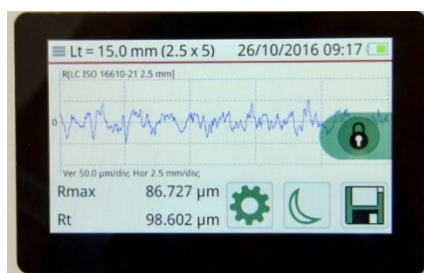 Lt = 15.0 mm (2.5 x 5) 26/10/2016 09:17
R[LC ISO 16610-21 2.5 mm]
0
Ver 50.0 µm/div; Hor 2.5 mm/div;
Rmax 86.727 µm
Rt 98.602 µm